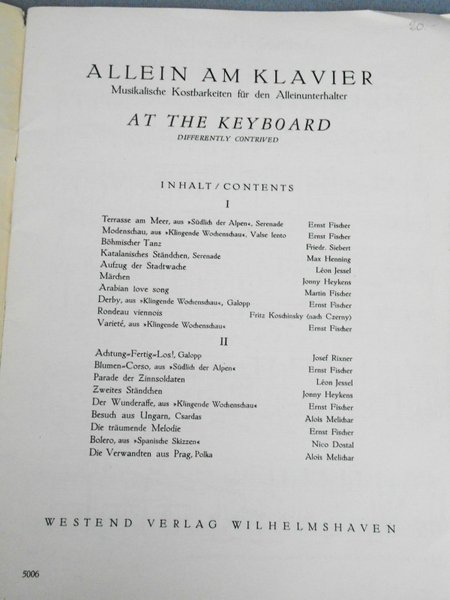 20.–
ALLEIN AM KLAVIER
Musikalische Kostbarkeiten für den Alleinunterhalter
AT THE KEYBOARD
DIFFERENTLY CONTRIVED
INHALT / CONTENTS
I
Terrasse am Meer, aus »Südlich der Alpen«, Serenade Ernst Fischer
Modenschau, aus »Klingende Wochenschau«, Valse lento Ernst Fischer
Böhmischer Tanz Friedr. Siebert
Katalanisches Ständchen, Serenade Max Henning
Aufzug der Stadtwache Léon Jessel
Märchen Jonny Heykens
Arabian love song Martin Fischer
Derby, aus »Klingende Wochenschau«, Galopp Ernst Fischer
Rondeau viennois Fritz Koschinsky (nach Czerny)
Varieté, aus »Klingende Wochenschau« Ernst Fischer
II
Achtung=Fertig=Los!, Galopp Josef Rixner
Blumen=Corso, aus »Südlich der Alpen« Ernst Fischer
Parade der Zinnsoldaten Léon Jessel
Zweites Ständchen Jonny Heykens
Der Wunderaffe, aus »Klingende Wochenschau« Ernst Fischer
Besuch aus Ungarn, Csardas Alois Melichar
Die träumende Melodie Ernst Fischer
Bolero, aus »Spanische Skizzen« Nico Dostal
Die Verwandten aus Prag, Polka Alois Melichar
WESTEND VERLAG WILHELMSHAVEN
5006